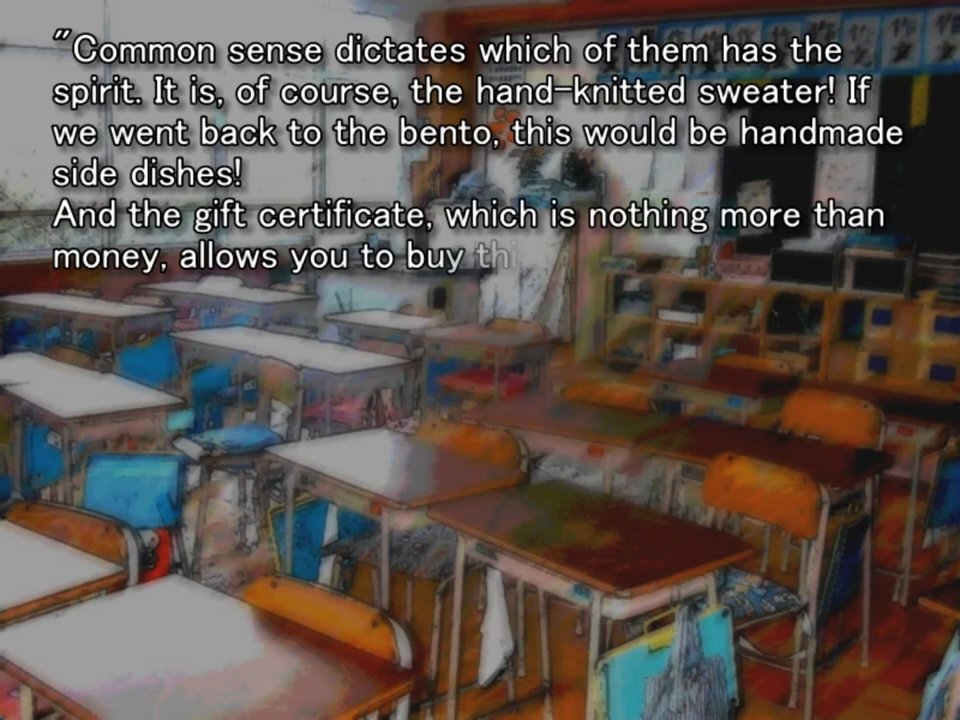 "Common sense dictates which of them has the
spirit. It is, of course, the hand-knitted sweater! If
we went back to the bento, this would be handmade
side dishes!
And the gift certificate, which is nothing more than
money, allows you to buy thi